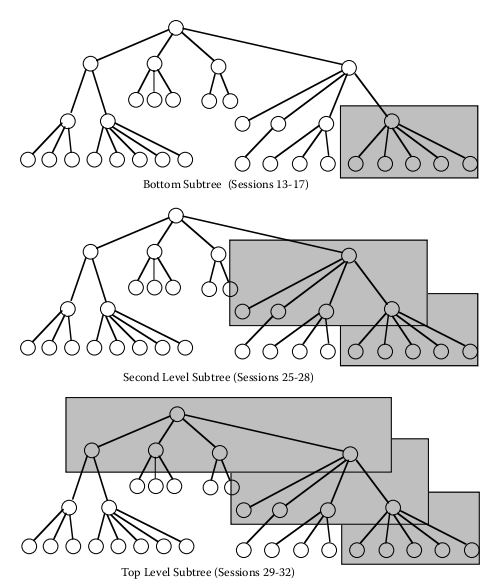 Bottom Subtree (Sessions 13-17)
Second Level Subtree (Sessions 25-28)
Top Level Subtree (Sessions 29-32)